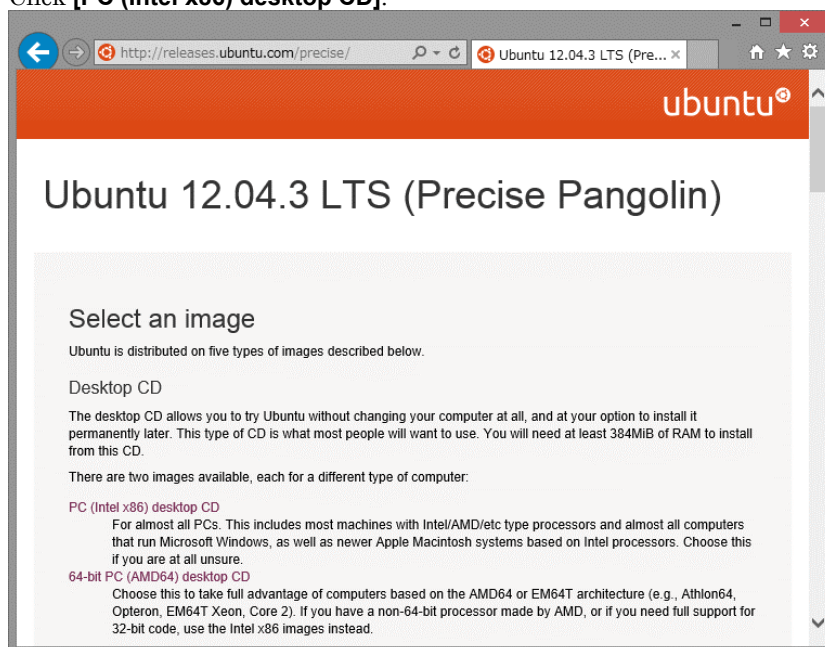 Click [PC (Intel x86) desktop CD].
http://releases.ubuntu.com/precise/
Ubuntu 12.04.3 LTS (Pre...
ubuntu
Ubuntu 12.04.3 LTS (Precise Pangolin)
Select an image
Ubuntu is distributed on five types of images described below.
Desktop CD
The desktop CD allows you to try Ubuntu without changing your computer at all, and at your option to install it
permanently later. This type of CD is what most people will want to use. You will need at least 384MiB of RAM to install
from this CD.
There are two images available, each for a different type of computer:
PC (Intel x86) desktop CD
For almost all PCs. This includes most machines with Intel/AMD/etc type processors and almost all computers
that run Microsoft Windows, as well as newer Apple Macintosh systems based on Intel processors. Choose this
if you are at all unsure.
64-bit PC (AMD64) desktop CD
Choose this to take full advantage of computers based on the AMD64 or EM64T architecture (e.g., Athlon64,
Opteron, EM64T Xeon, Core 2). If you have a non-64-bit processor made by AMD, or if you need full support for
32-bit code, use the Intel x86 images instead.